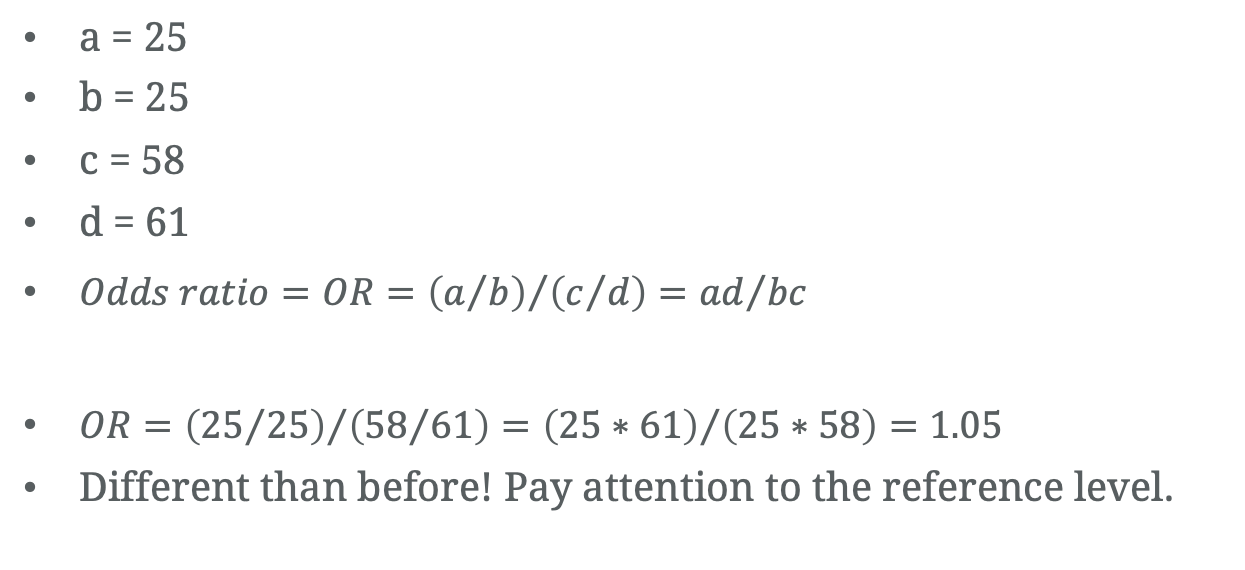 • a = 25
• b = 25
• c = 58
• d = 61
• Odds ratio = OR = (a/b)/(c/d) = ad/bc
• OR = (25/25)/(58/61) = (25 * 61)/(25 * 58) = 1.05
• Different than before! Pay attention to the reference level.